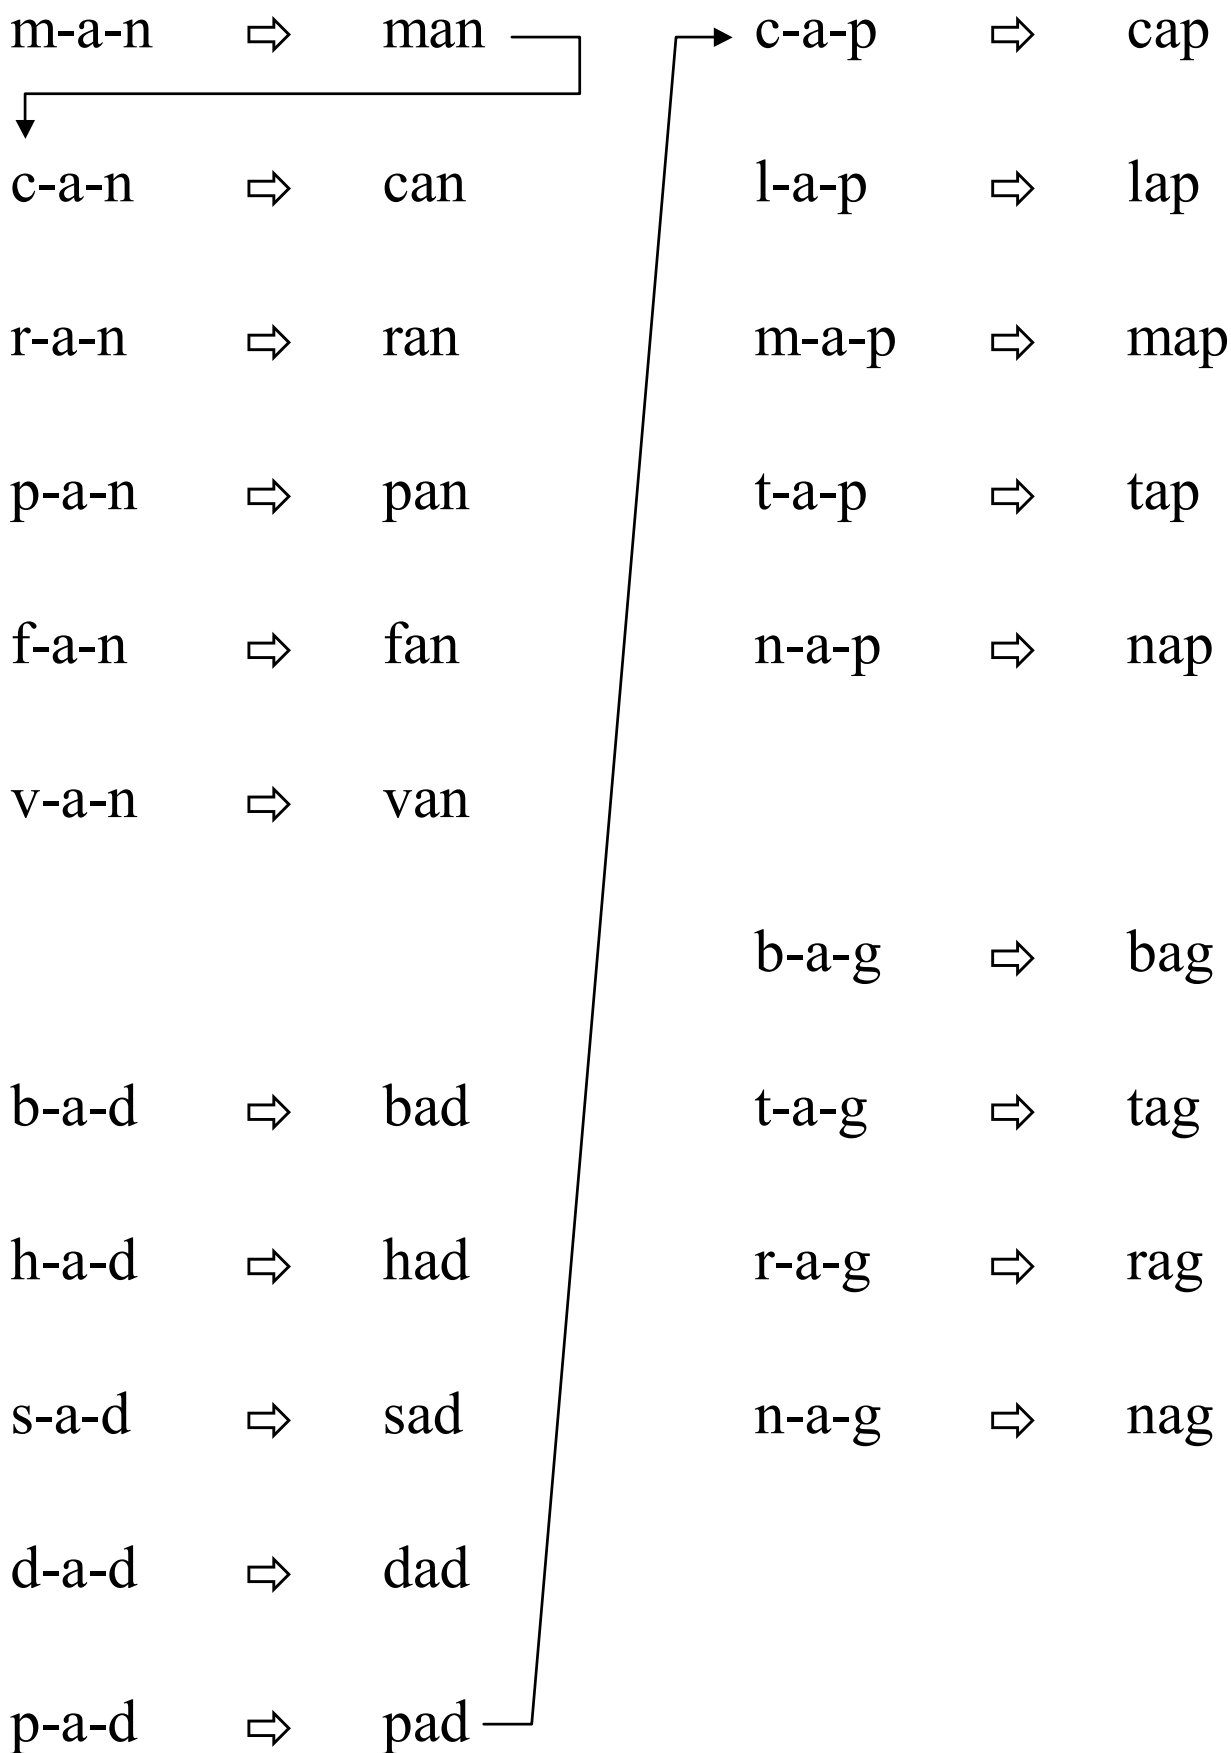 m-a-n ⇨ man
c-a-n ⇨ can
r-a-n ⇨ ran
p-a-n ⇨ pan
f-a-n ⇨ fan
v-a-n ⇨ van
b-a-d ⇨ bad
h-a-d ⇨ had
s-a-d ⇨ sad
d-a-d ⇨ dad
p-a-d ⇨ pad
c-a-p ⇨ cap
l-a-p ⇨ lap
m-a-p ⇨ map
t-a-p ⇨ tap
n-a-p ⇨ nap
b-a-g ⇨ bag
t-a-g ⇨ tag
r-a-g ⇨ rag
n-a-g ⇨ nag